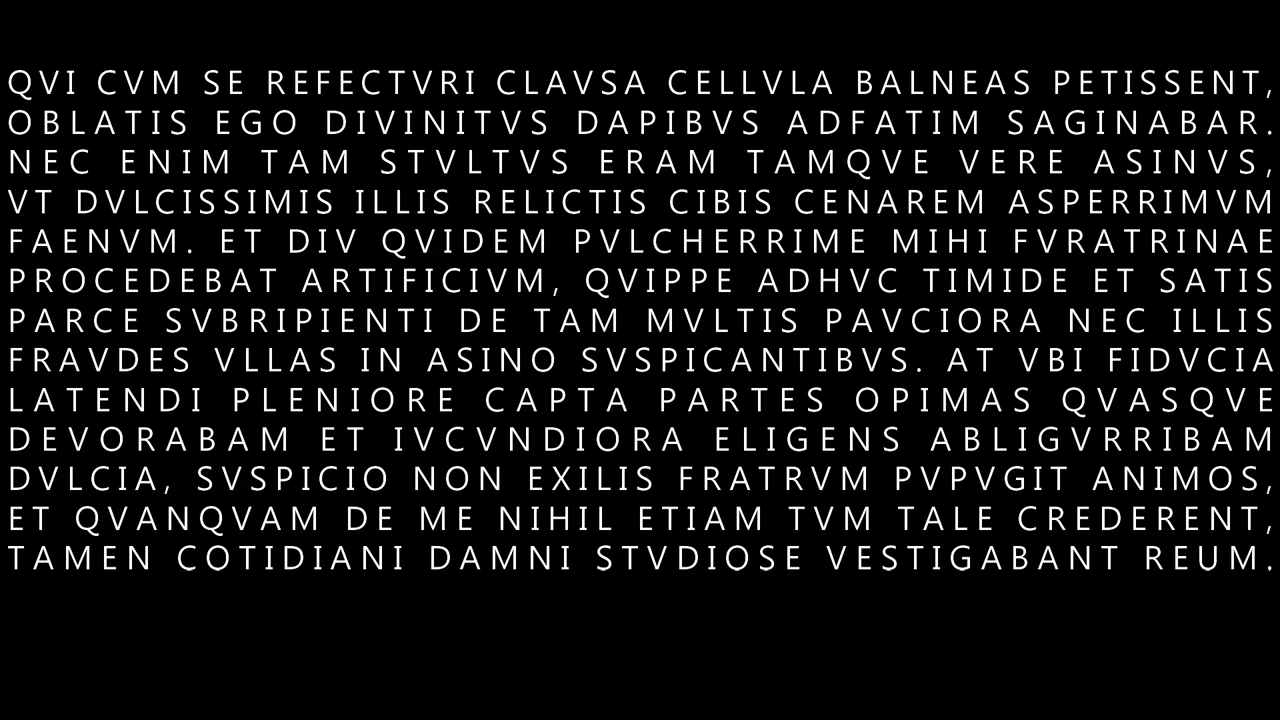 QVI CVM SE REFECTVRI CLAVSA CELLVLA BALNEAS PETISSENT,
OBLATIS EGO DIVINITVS DAPIBVS ADFATIM SAGINABAR.
NEC ENIM TAM STVLTVS ERAM TAMQVE VERE ASINVS,
VT DVLCISSIMIS ILLIS RELICTIS CIBIS CENAREM ASPERRIMVM
FAENVM. ET DIV QVIDEM PVLCHERRIME MIHI FVRATRINAE
PROCEDEBAT ARTIFICIVM, QVIPPE ADHVC TIMIDE ET SATIS
PARCE SVBRIPIENTI DE TAM MVLTIS PAVCIORA NEC ILLIS
FRAVDES VLLAS IN ASINO SVSPICANTIBVS. AT VBI FIDVCIA
LATENDI PLENIORE CAPTA PARTES OPIMAS QVASQVE
DEVORABAM ET IVCVNDIORA ELIGENS ABLIGVRRIBAM
DVLCIA, SVSPICIO NON EXILIS FRATRVM PVPVGIT ANIMOS,
ET QVANQVAM DE ME NIHIL ETIAM TVM TALE CREDERENT,
TAMEN COTIDIANI DAMNI STVDIOSE VESTIGABANT REUM.